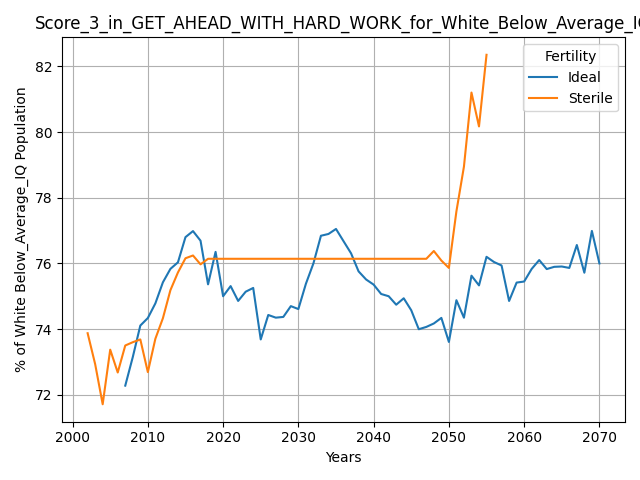 Score_3_in_GET_AHEAD_WITH_HARD_WORK_for_White_Below_Average_IQ
Fertility
Ideal
Sterile
% of White Below_Average_IQ Population
82
80
78
76
74
72
2000 2010 2020 2030 2040 2050 2060 2070
Years